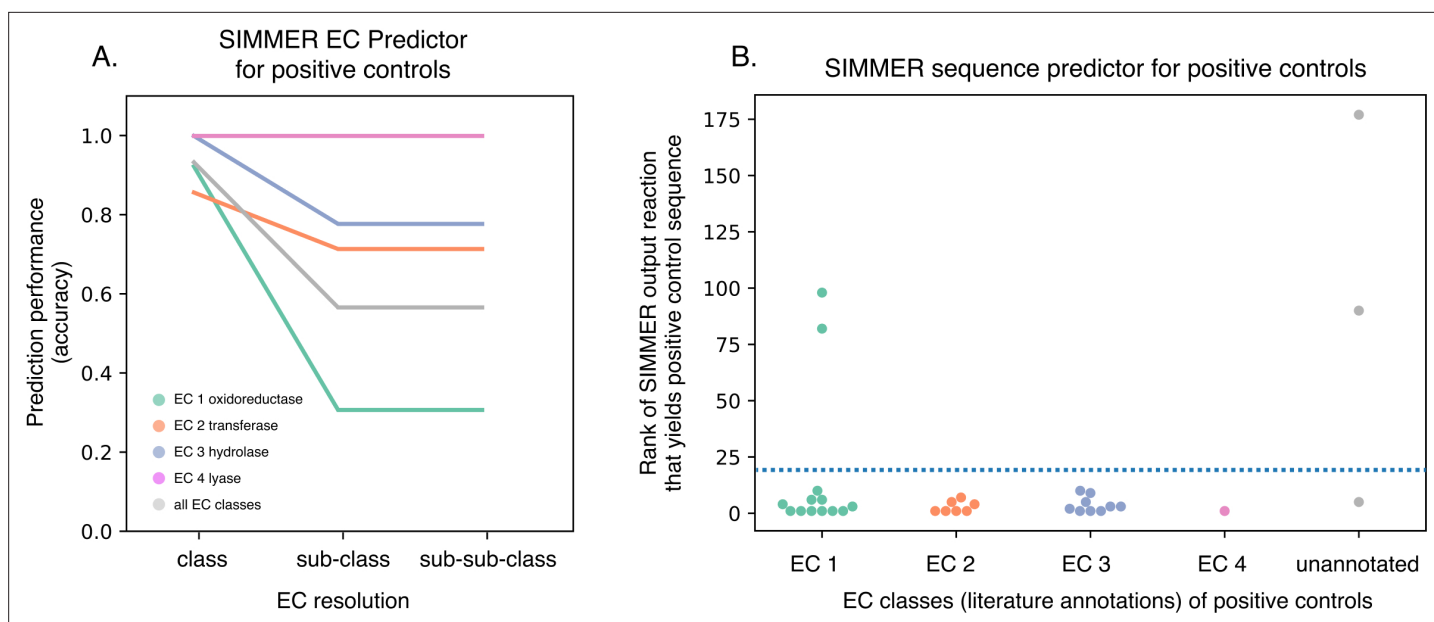 A.
SIMMER EC Predictor
for positive controls
Prediction performance
(accuracy)
1.0
0.8
0.6
0.4
0.2
0.0
EC 1 oxidoreductase
EC 2 transferase
EC 3 hydrolase
EC 4 lyase
all EC classes
class
sub-class
sub-sub-class
EC resolution
B.
SIMMER sequence predictor for positive controls
Rank of SIMMER output reaction
that yields positive control sequence
175
150
125
100
75
50
25
0
EC 1
EC 2
EC 3
EC 4
unannotated
EC classes (literature annotations) of positive controls